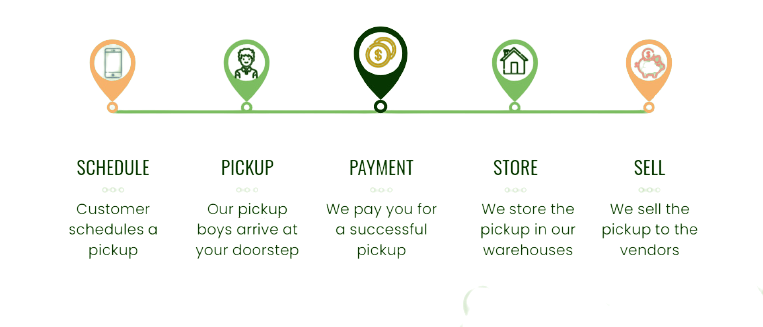 SCHEDULE
Customer
schedules a
pickup
PICKUP
Our pickup
boys arrive at
your doorstep
PAYMENT
We pay you for
a successful
pickup
STORE
We store the
pickup in our
warehouses
SELL
We sell the
pickup to the
vendors